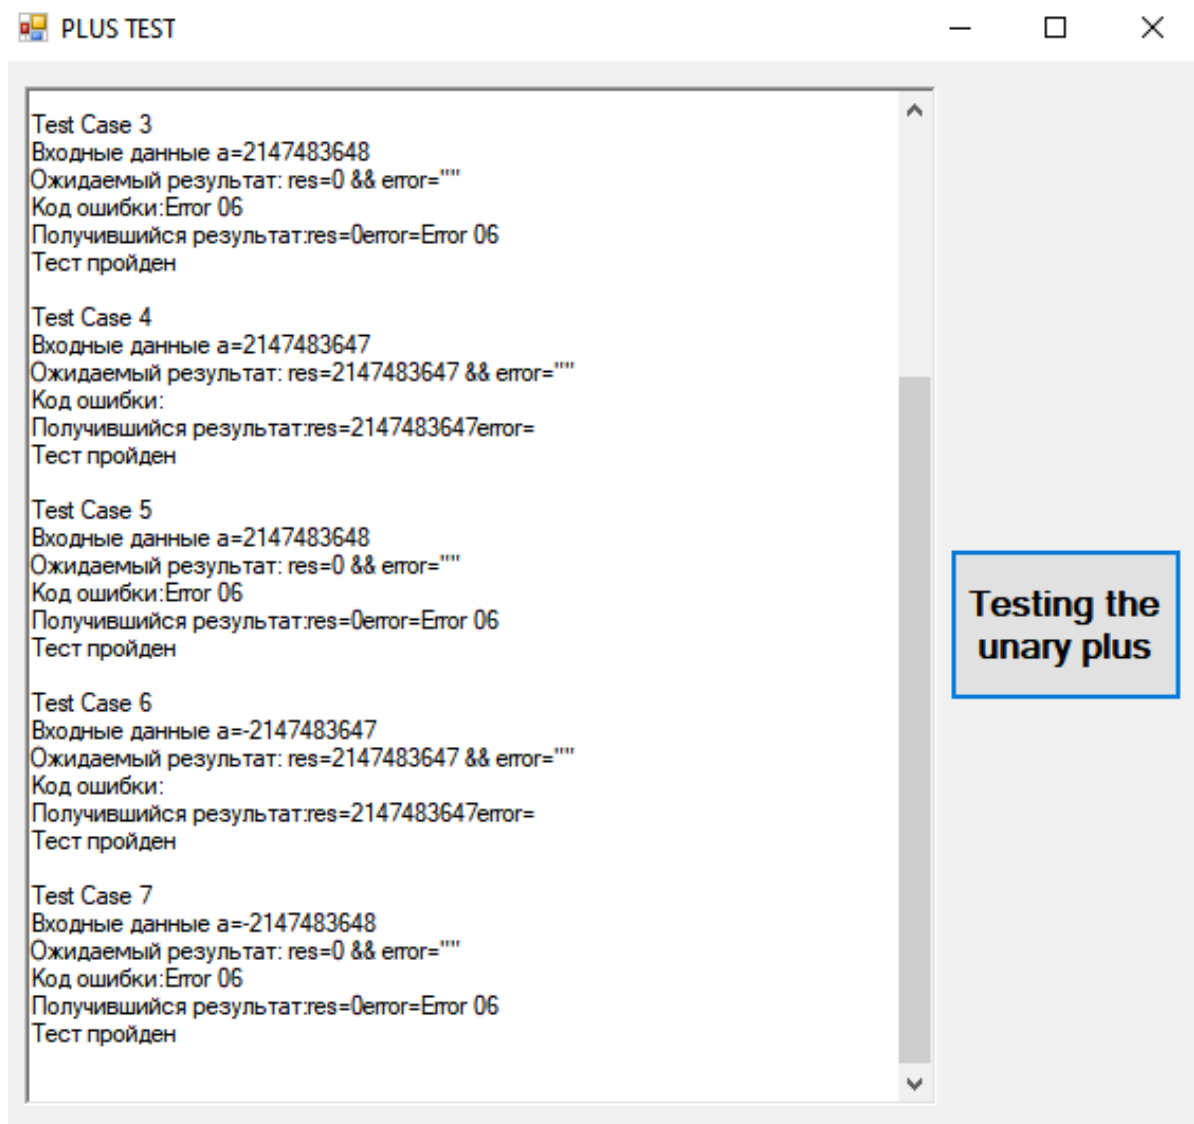 PLUS TEST
Test Case 3
Входные данные a=2147483648
Ожидаемый результат: res=0 && error=""
Код ошибки:Error 06
Получившийся результат:res=0error=Error 06
Тест пройден
Test Case 4
Входные данные a=2147483647
Ожидаемый результат: res=2147483647 && error=""
Код ошибки:
Получившийся результат:res=2147483647error=
Тест пройден
Test Case 5
Входные данные a=2147483648
Ожидаемый результат: res=0 && error=""
Код ошибки:Error 06
Получившийся результат:res=0error=Error 06
Тест пройден
Test Case 6
Входные данные a=-2147483647
Ожидаемый результат: res=2147483647 && error=""
Код ошибки:
Получившийся результат:res=2147483647error=
Тест пройден
Test Case 7
Входные данные a=-2147483648
Ожидаемый результат: res=0 && error=""
Код ошибки:Error 06
Получившийся результат:res=0error=Error 06
Тест пройден
Testing the
unary plus